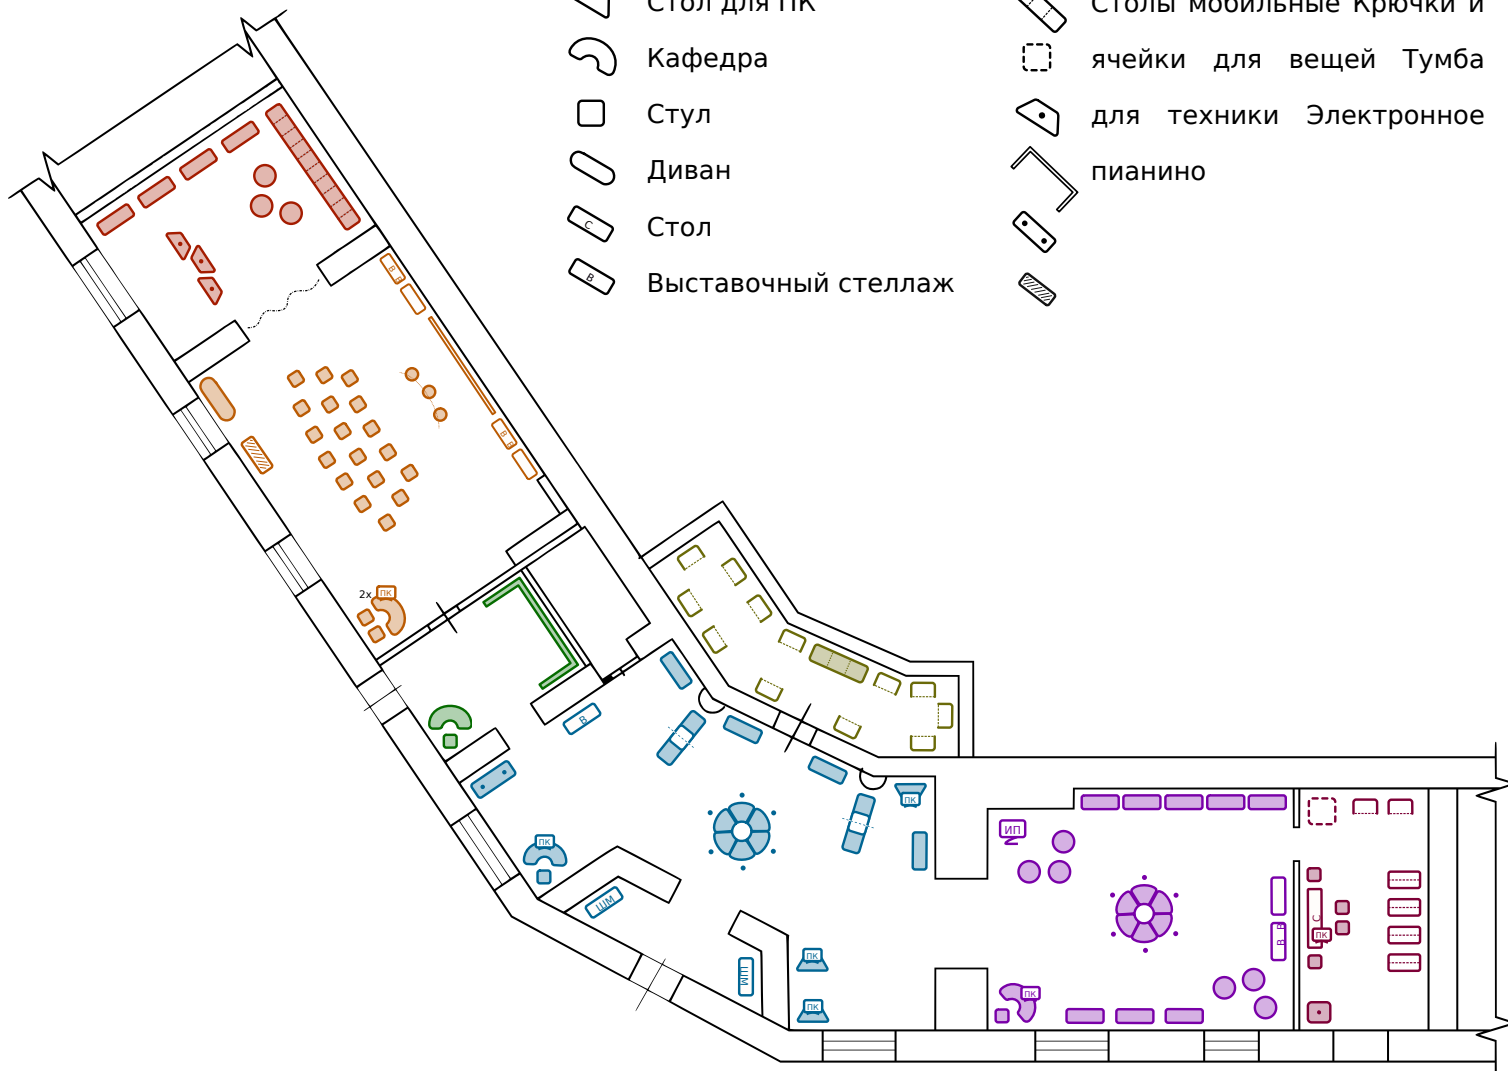 Стол для ПК
Кафедра
Стул
Диван
С
Стол
В
Выставочный стеллаж
Столы мобильные Крючки и
ячейки для вещей Тумба
для техники Электронное
пианино
В
В
2x
ПК
В
ПК
ШМ
МП
ПК
ПК
ПК
ИП
ПК
В
В
С
ПК